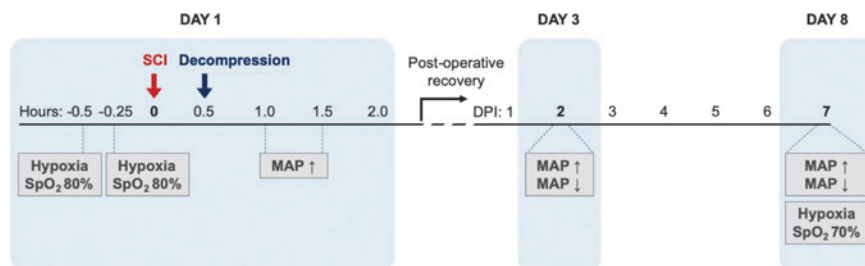 DAY 1 DAY 3 DAY 8
SCI Decompression
Post-operative
recovery
Hours: -0.5 -0.25 0 0.5 1.0 1.5 2.0 DPI: 1 2 3 4 5 6 7
Hypoxia
SpO₂ 80%
Hypoxia
SpO₂ 80%
MAP ↑
MAP ↑
MAP ↓
MAP ↑
MAP ↓
Hypoxia
SpO₂ 70%